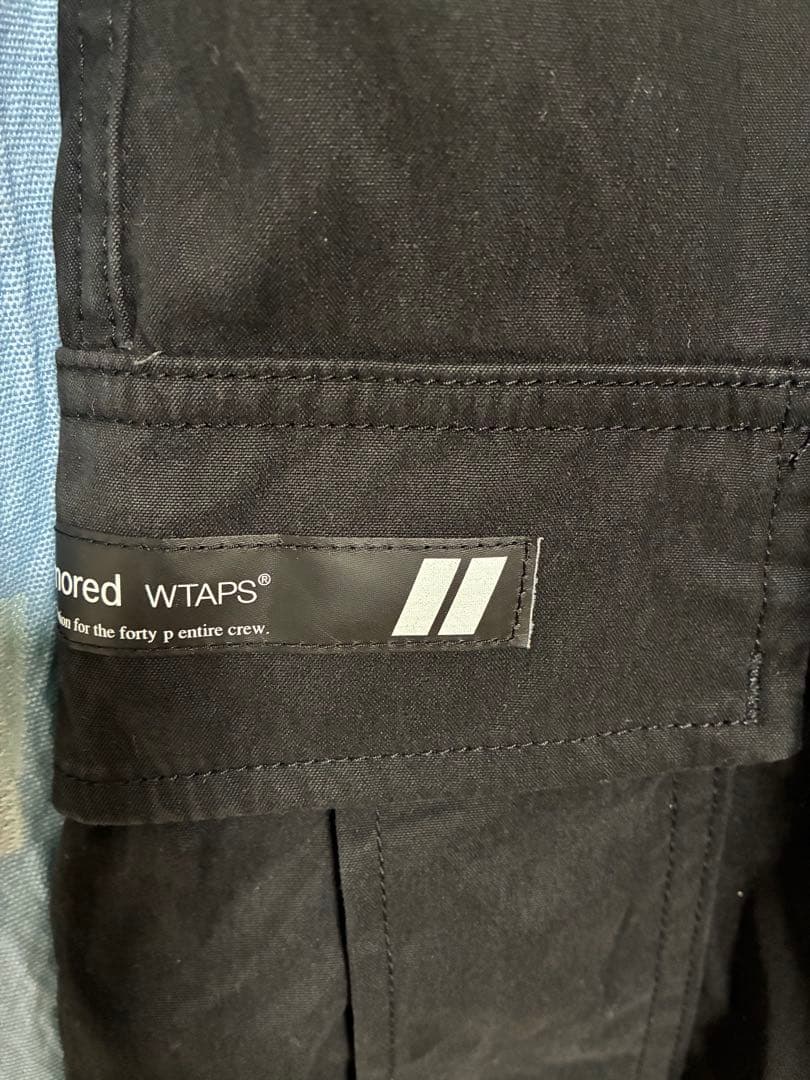 nored WTAPS®
ion for the forty p entire crew.